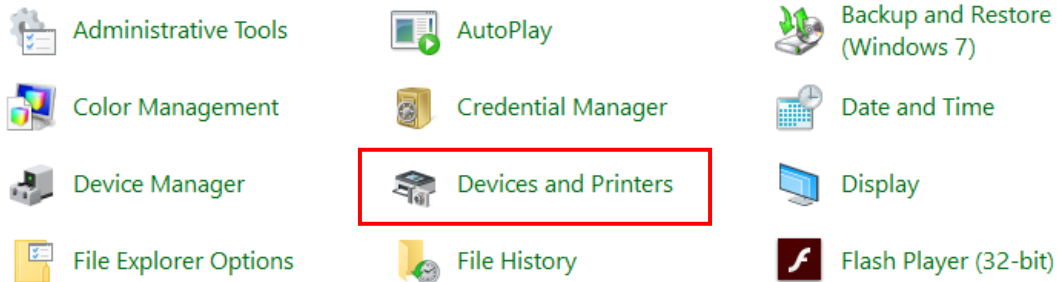 Administrative Tools
AutoPlay
Backup and Restore
(Windows 7)
Color Management
Credential Manager
Date and Time
Device Manager
Devices and Printers
Display
File Explorer Options
File History
Flash Player (32-bit)